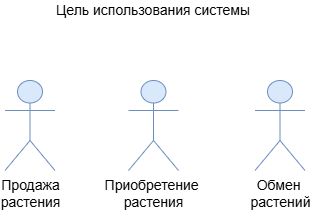 Цель использования системы
Продажа
растения
Приобретение
растения
Обмен
растений